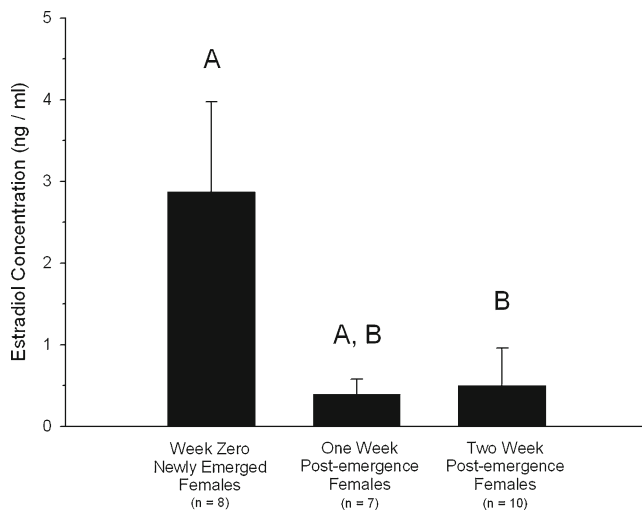 Estradiol Concentration (ng / ml)
5
4
3
2
1
0
A
A, B
B
Week Zero
Newly Emerged
Females
(n = 8)
One Week
Post-emergence
Females
(n = 7)
Two Week
Post-emergence
Females
(n = 10)